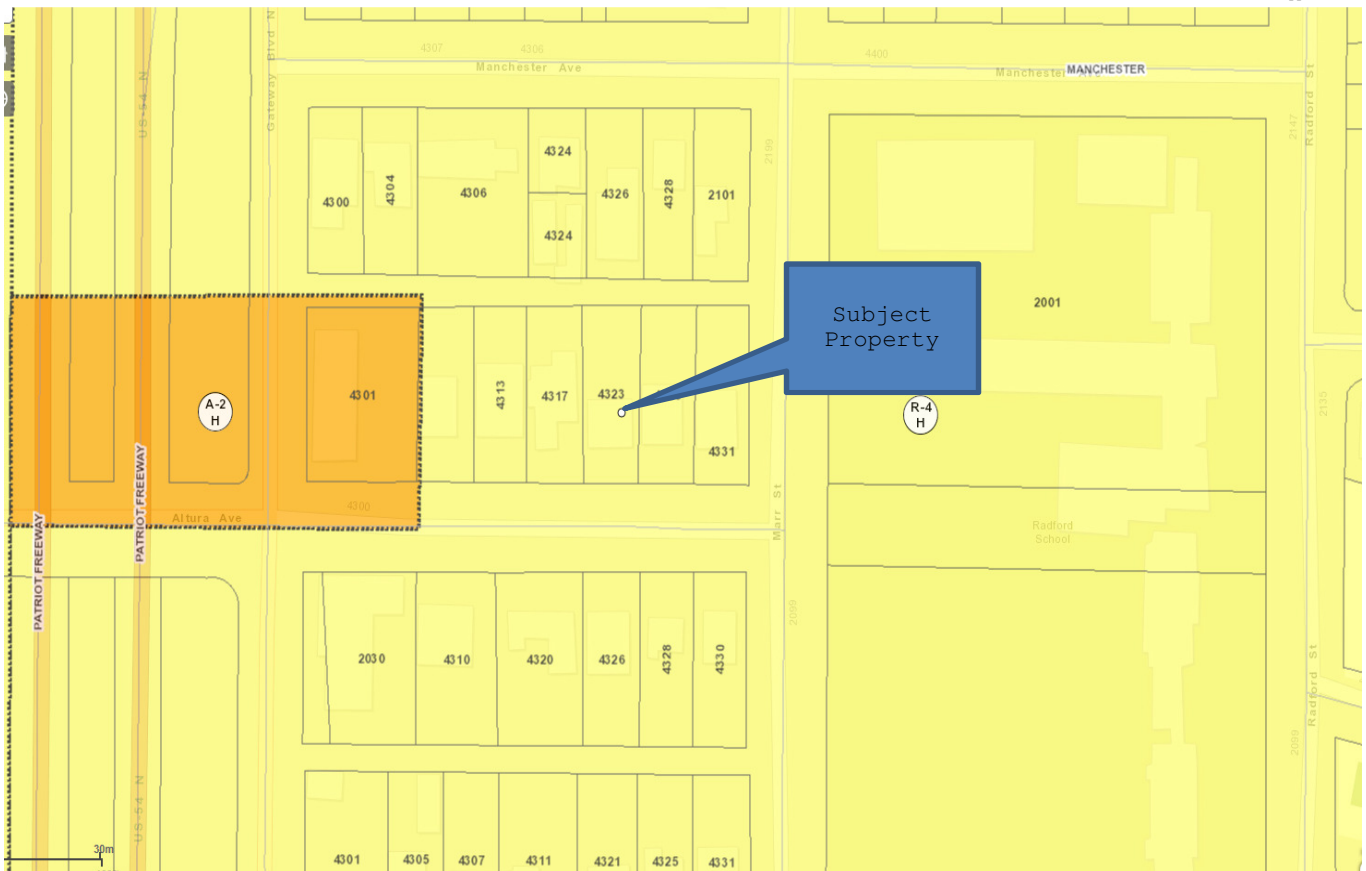 4307
4306
4400
Manchester Ave
Manchester Ave
MANCHESTER
US-54 N
Gateway Blvd N
Radford St
2147
2199
4300
4304
4306
4324
4324
4326
4328
2101
Subject
Property
2001
A-2
H
4301
4313
4317
4323
4331
R-4
H
2135
PATRIOT FREEWAY
PATRIOT FREEWAY
Altura Ave
4300
Marr St
Radford
School
2099
2030
4310
4320
4326
4328
4330
Radford St
2099
US-54 N
30m
4301
4305
4307
4311
4321
4325
4331